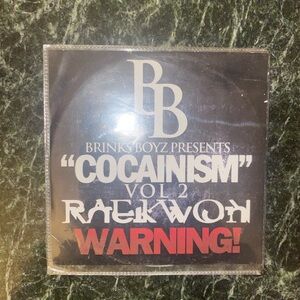 BB
BRINKS BOYZ PRESENTS
"COCAINISM"
VOL 2
RAEKWON
WARNING!